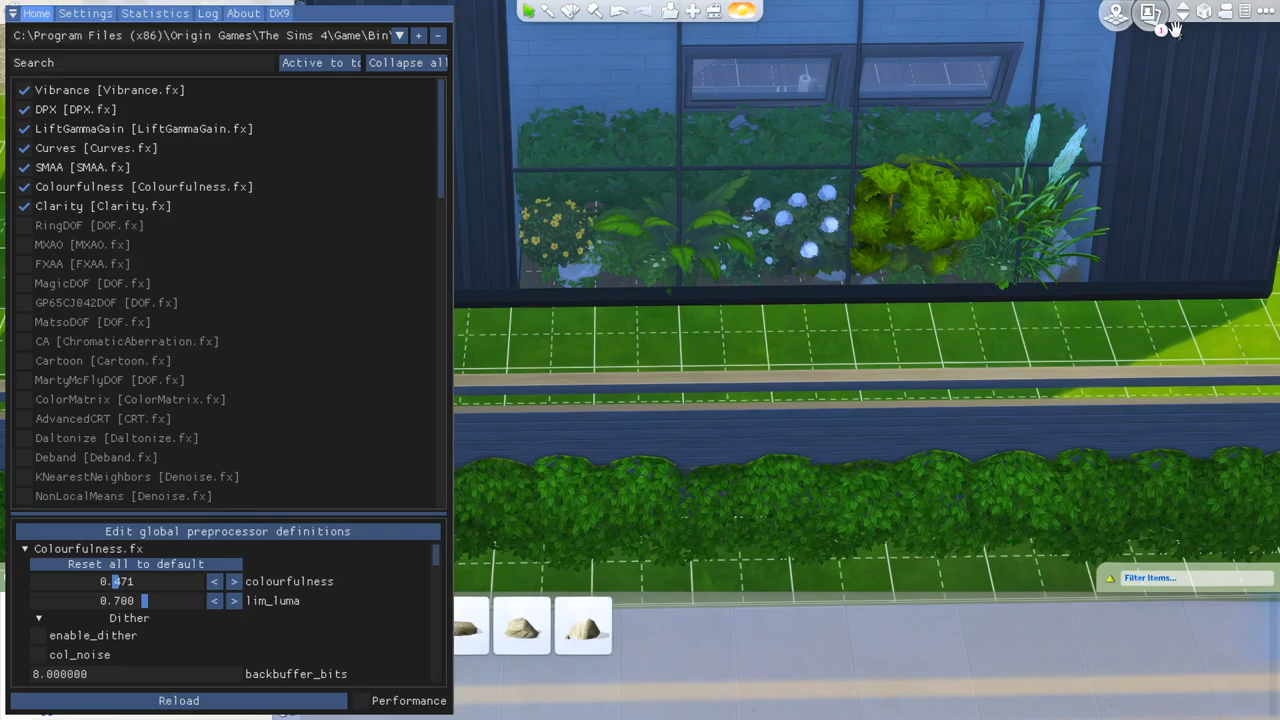 Home Settings Statistics Log About DX9
C:\Program Files (x86)\Origin Games\The Sims 4\Game\Bin\ + -
Search Active to to Collapse all
Vibrance [Vibrance.fx]
DPX [DPX.fx]
LiftGammaGain [LiftGammaGain.fx]
Curves [Curves.fx]
SMAA [SMAA.fx]
Colourfulness [Colourfulness.fx]
Clarity [Clarity.fx]
RingDOF [DOF.fx]
MXAO [MXAO.fx]
FXAA [FXAA.fx]
MagicDOF [DOF.fx]
GP65CJ042DOF [DOF.fx]
MatsoDOF [DOF.fx]
CA [ChromaticAberration.fx]
Cartoon [Cartoon.fx]
MartyMcFlyDOF [DOF.fx]
ColorMatrix [ColorMatrix.fx]
AdvancedCRT [CRT.fx]
Daltonize [Daltonize.fx]
Deband [Deband.fx]
KNearestNeighbors [Denoise.fx]
NonLocalMeans [Denoise.fx]
Edit global preprocessor definitions
Colourfulness.fx
Reset all to default
0.471 < > colourfulness
0.700 < > lim_luma
Dither
enable_dither
col_noise
8.000000 backbuffer_bits
Reload Performance
1
Filter Items...